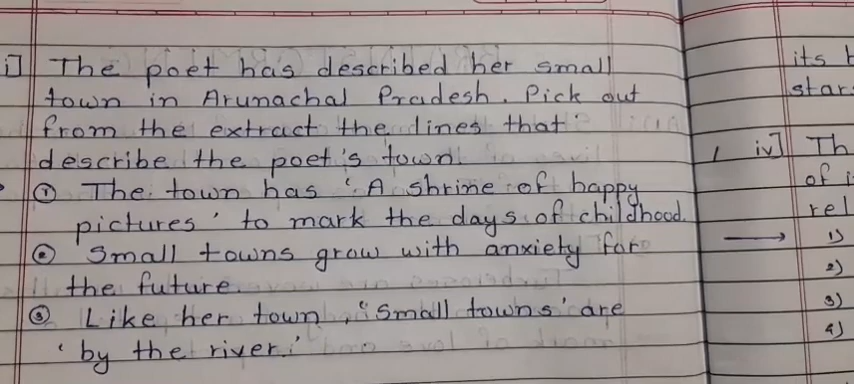 i] The poet has described her small
town in Arunachal Pradesh. Pick out
from the extract the lines that
describe the poet's town.
① The town has 'A shrine of happy
pictures' to mark the days of childhood.
② Small towns grow with anxiety for
the future.
③ Like her town, 'Small towns' are
'by the river.'
its
star
iv] Th
of i
rel
1)
2)
3)
4)